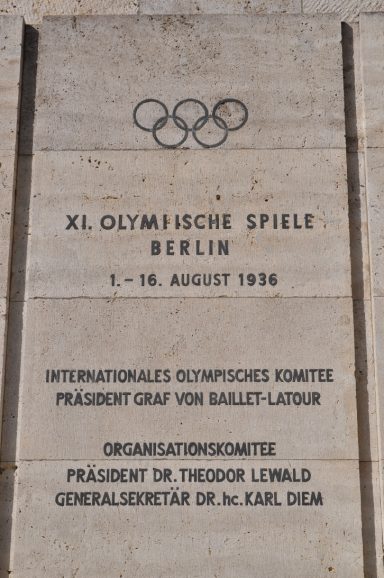 XI. OLYMPISCHE SPIELE
BERLIN
1. – 16. AUGUST 1936
INTERNATIONALES OLYMPISCHES KOMITEE
PRÄSIDENT GRAF VON BAILLET-LATOUR
ORGANISATIONSKOMITEE
PRÄSIDENT DR. THEODOR LEWALD
GENERALSEKRETÄR DR. hc. KARL DIEM